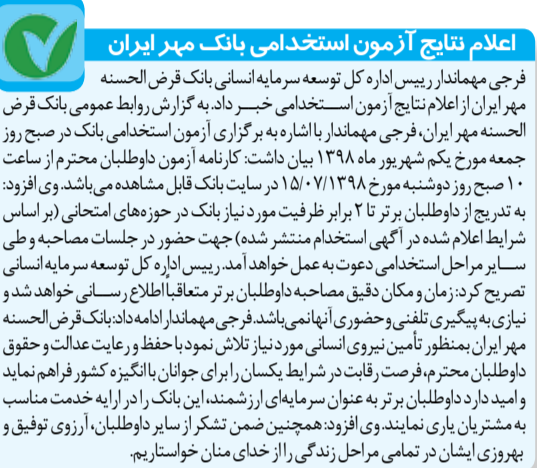 اعلام نتایج آزمون استخدامی بانک مهر ایران
فرجی مهماندار رییس اداره کل توسعه سرمایه انسانی بانک قرض الحسنه
مهر ایران از اعلام نتایج آزمون استخدامی خبر داد. به گزارش روابط عمومی بانک قرض
الحسنه مهر ایران، فرجی مهماندار با اشاره به برگزاری آزمون استخدامی بانک در صبح روز
جمعه مورخ یکم شهریور ماه ۱۳۹۸ بیان داشت: کارنامه آزمون داوطلبان محترم از ساعت
۱۰ صبح روز دوشنبه مورخ ۱۵/۰۷/۱۳۹۸ در سایت بانک قابل مشاهده می‌باشد. وی افزود:
به تدریج از داوطلبان برتر تا ۲ برابر ظرفیت مورد نیاز بانک در حوزه‌های امتحانی (بر اساس
شرایط اعلام شده در آگهی استخدام منتشر شده) جهت حضور در جلسات مصاحبه و طی
سایر مراحل استخدامی دعوت به عمل خواهد آمد. رییس اداره کل توسعه سرمایه انسانی
تصریح کرد: زمان و مکان دقیق مصاحبه داوطلبان برتر متعاقباً اطلاع رسانی خواهد شد و
نیازی به پیگیری تلفنی و حضوری آنها نمی‌باشد. فرجی مهماندار ادامه داد: بانک قرض الحسنه
مهر ایران بمنظور تأمین نیروی انسانی مورد نیاز تلاش نمود با حفظ و رعایت عدالت و حقوق
داوطلبان محترم، فرصت رقابت در شرایط یکسان را برای جوانان با انگیزه کشور فراهم نماید
و امید دارد داوطلبان برتر به عنوان سرمایه‌ای ارزشمند، این بانک را در ارایه خدمت مناسب
به مشتریان یاری نمایند. وی افزود: همچنین ضمن تشکر از سایر داوطلبان، آرزوی توفیق و
بهروزی ایشان در تمامی مراحل زندگی را از خدای منان خواستاریم.